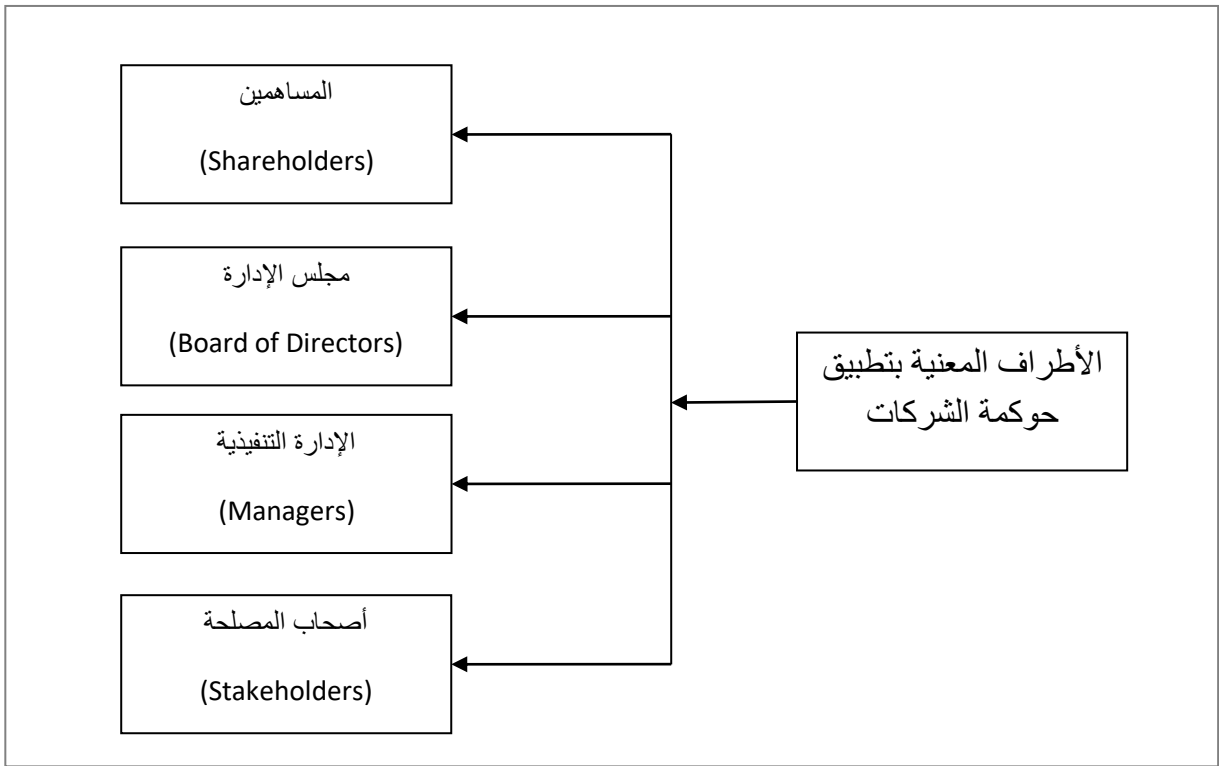 الأطراف المعنية بتطبيق
حوكمة الشركات
المساهمين
(Shareholders)
مجلس الإدارة
(Board of Directors)
الإدارة التنفيذية
(Managers)
أصحاب المصلحة
(Stakeholders)